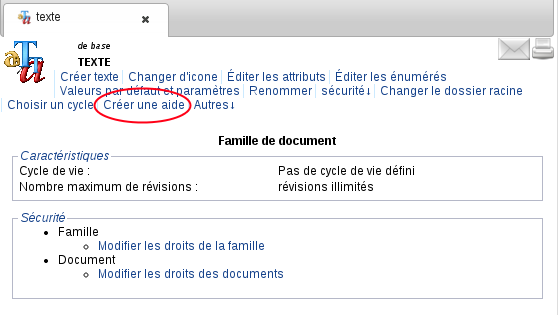 texte
de base
TEXTE
Créer texte Changer d'icone Éditer les attributs Éditer les énumérés
Valeurs par défaut et paramètres Renommer sécurité↓ Changer le dossier racine
Choisir un cycle Créer une aide Autres↓
Famille de document
Caractéristiques
Cycle de vie : Pas de cycle de vie défini
Nombre maximum de révisions : révisions illimités
Sécurité
Famille
Modifier les droits de la famille
Document
Modifier les droits des documents